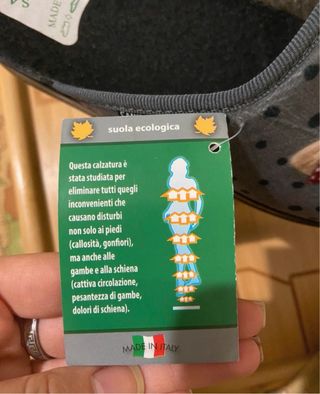 MADE
suola ecologica
Questa calzatura è
stata studiata per
eliminare tutti quegli
inconvenienti che
causano disturbi
non solo ai piedi
(callosità, gonfiori),
ma anche alle
gambe e alla schiena
(cattiva circolazione,
pesantezza di gambe,
dolori di schiena).
MADE IN ITALY